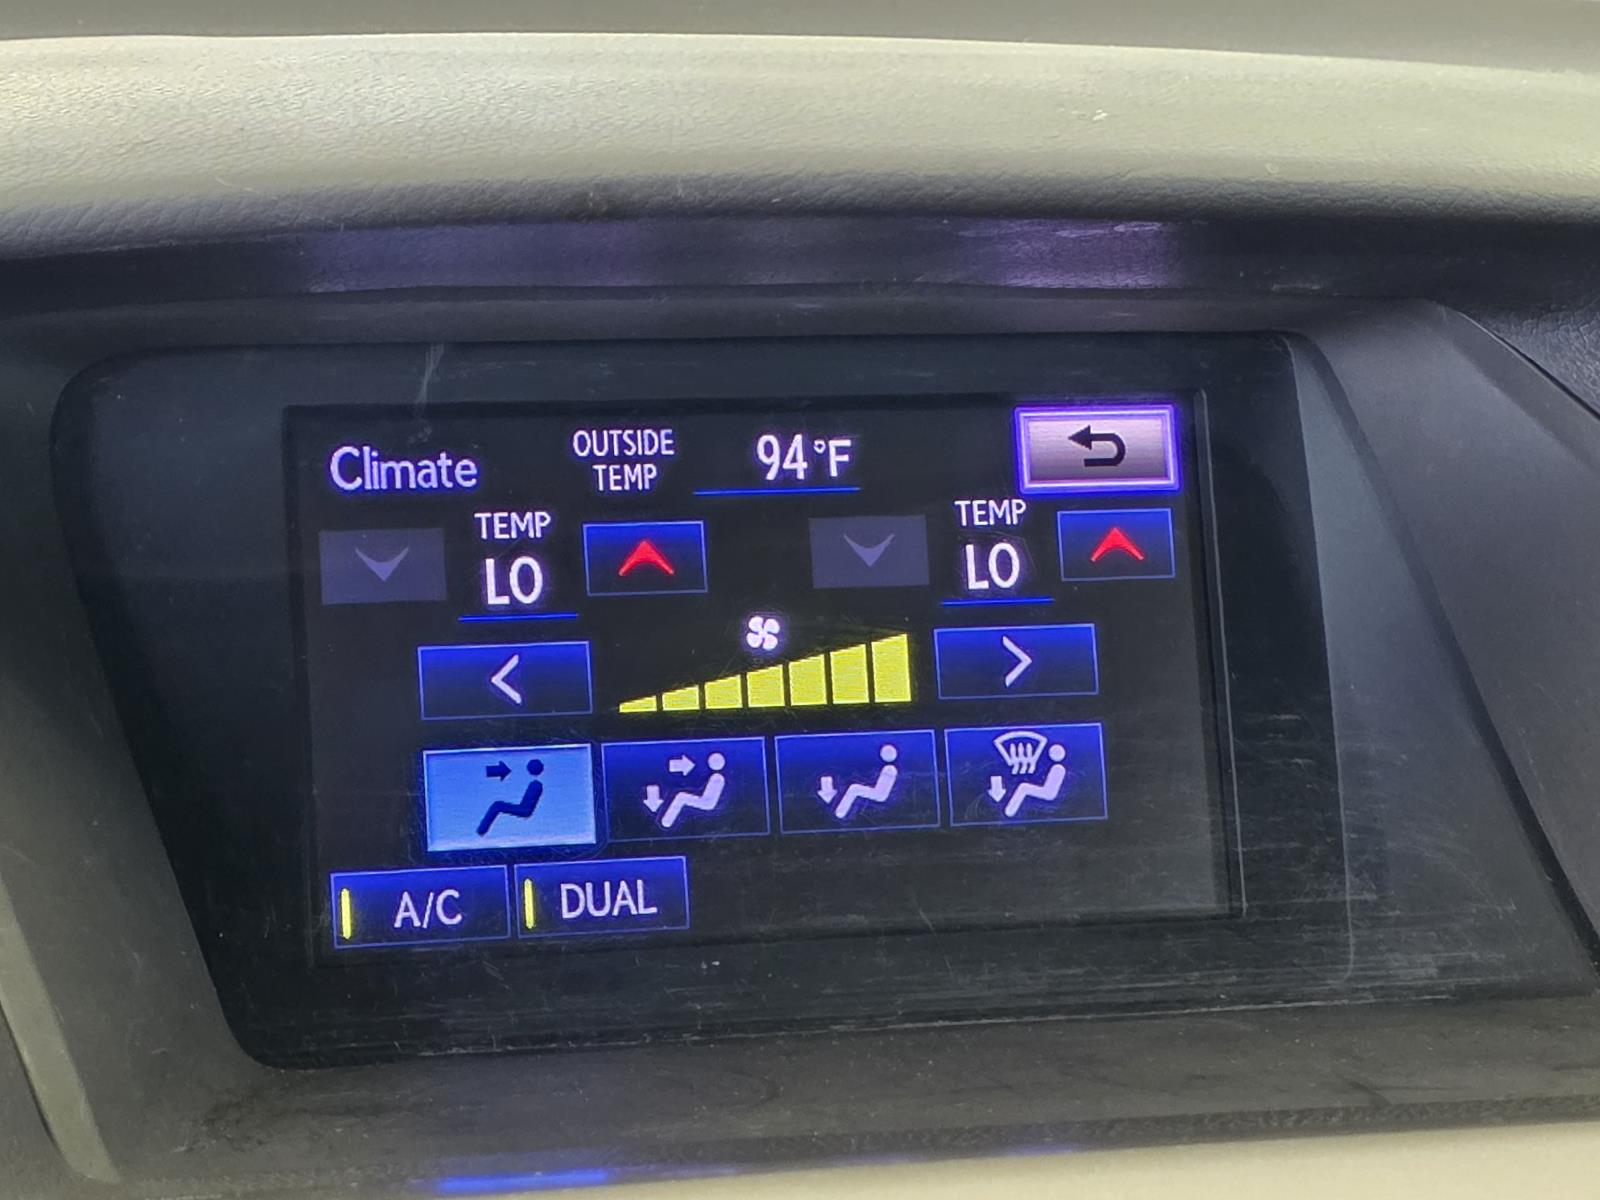 Climate
OUTSIDE
TEMP
94°F
TEMP
LO
TEMP
LO
A/C
DUAL